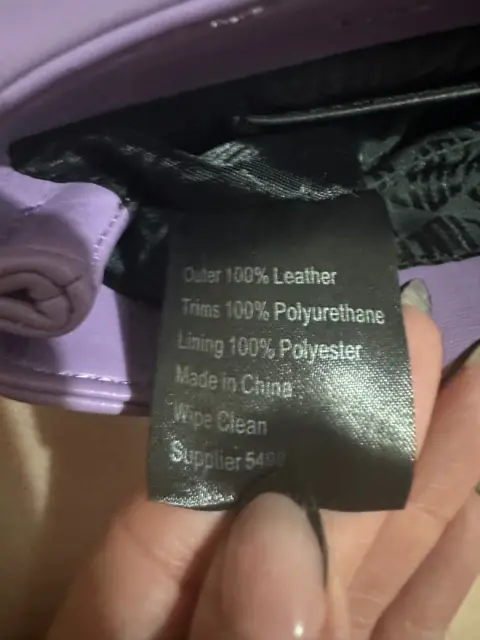 Outer 100% Leather
Trims 100% Polyurethane
Lining 100% Polyester
Made in China
Wipe Clean
Supplier